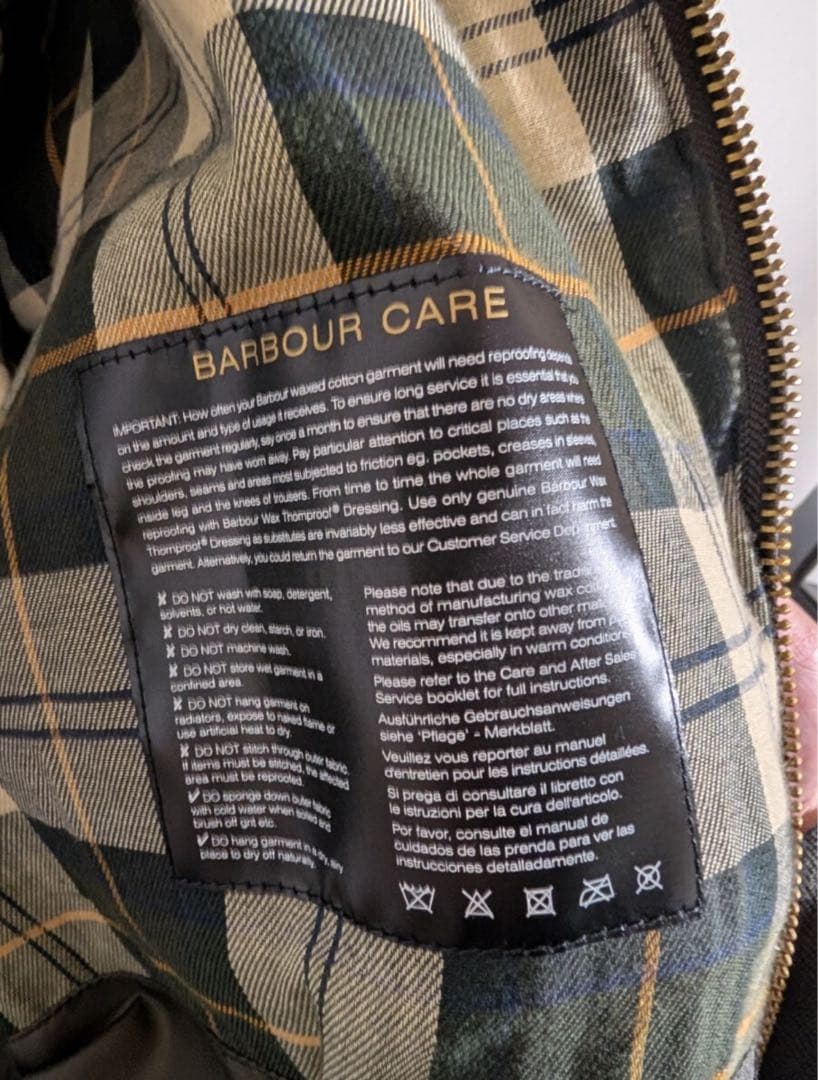 BARBOUR CARE
IMPORTANT: How often your Barbour waxed cotton garment will need reproofing depends
on the amount and type of usage it receives. To ensure long service it is essential that you
check the garment regularly, say once a month to ensure that there are no dry areas where
the proofing may have worn away. Pay particular attention to critical places such as the
shoulders, seams and areas most subjected to friction eg. pockets, creases in sleeves,
inside leg and the knees of trousers. From time to time the whole garment will need
reproofing with Barbour Wax Thornproof® Dressing. Use only genuine Barbour Wax
Thornproof® Dressing as substitutes are invariably less effective and can in fact harm the
garment. Alternatively, you could return the garment to our Customer Service Department.
✘ DO NOT wash with soap, detergent,
solvents, or hot water.
✘ DO NOT dry clean, starch, or iron.
✘ DO NOT machine wash.
✘ DO NOT store wet garment in a
confined area.
✘ DO NOT hang garment on
radiators, expose to naked flame or
use artificial heat to dry.
✘ DO NOT stitch through outer fabric.
If items must be stitched, the affected
area must be reproofed.
✔ DO sponge down outer fabric
with cold water when soiled and
brush off grit etc.
✔ DO hang garment in a dry, airy
place to dry off naturally.
Please note that due to the
method of manufacturing wax
the oils may transfer onto other
We recommend it is kept away from
materials, especially in warm
Please refer to the Care and After Sales
Service booklet for full instructions.
Ausführliche Gebrauchsanweisungen
siehe 'Pflege' - Merkblatt.
Veuillez vous reporter au manuel
d'entretien pour les instructions détaillées.
Si prega di consultare il libretto con
le istruzioni per la cura dell'articolo.
Por favor, consulte el manual de
cuidados de las prenda para ver las
instrucciones detalladamente.